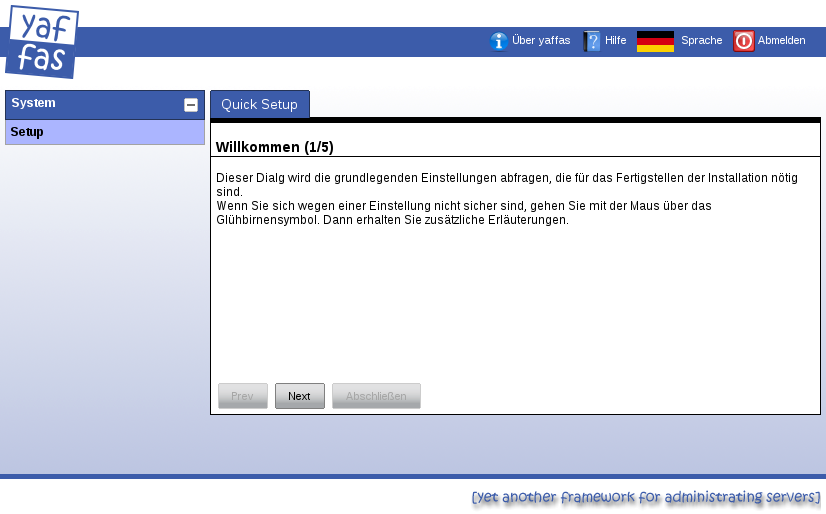 yaf
fas
Über yaffas
Hilfe
Sprache
Abmelden
System
Setup
Quick Setup
Willkommen (1/5)
Dieser Dialg wird die grundlegenden Einstellungen abfragen, die für das Fertigstellen der Installation nötig
sind.
Wenn Sie sich wegen einer Einstellung nicht sicher sind, gehen Sie mit der Maus über das
Glühbirnensymbol. Dann erhalten Sie zusätzliche Erläuterungen.
Prev
Next
Abschließen
[yet another framework for administrating servers]